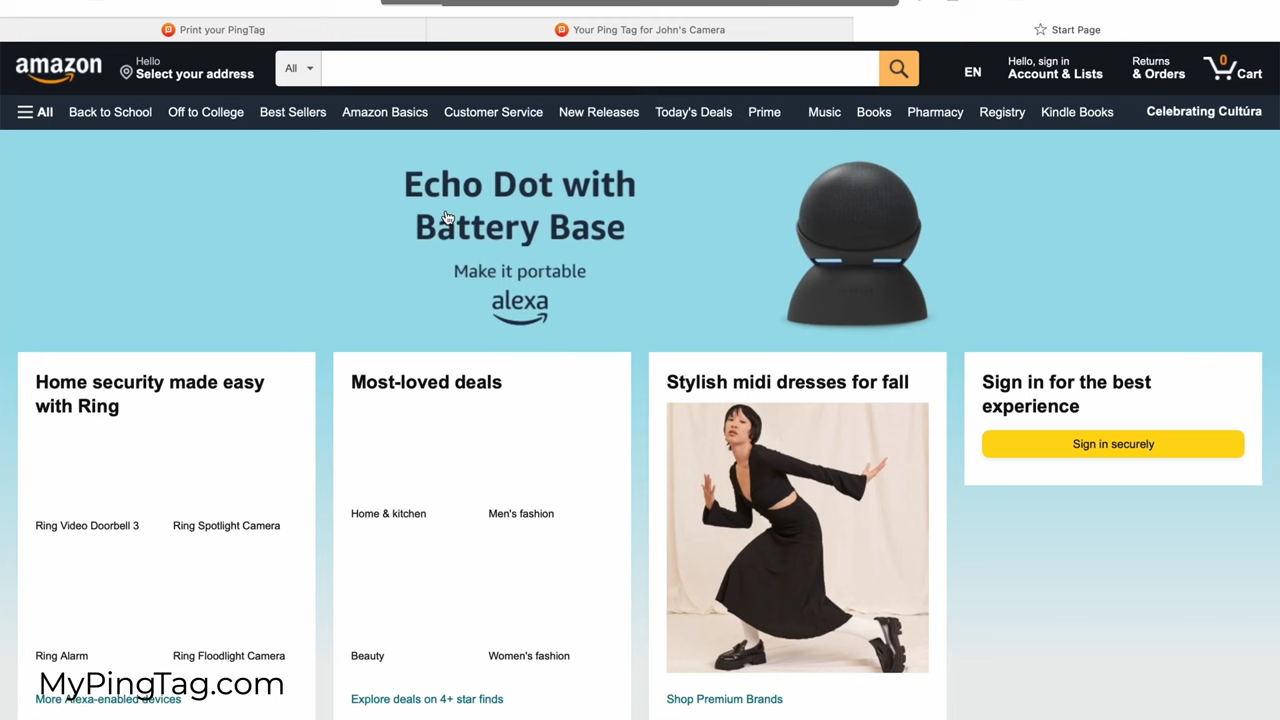 Print your PingTag
Your Ping Tag for John's Camera
Start Page
amazon
Hello
Select your address
All
EN
Hello, sign in
Account & Lists
Returns
& Orders
0
Cart
All
Back to School
Off to College
Best Sellers
Amazon Basics
Customer Service
New Releases
Today's Deals
Prime
Music
Books
Pharmacy
Registry
Kindle Books
Celebrating Cultúra
Echo Dot with
Battery Base
Make it portable
alexa
Home security made easy
with Ring
Ring Video Doorbell 3
Ring Spotlight Camera
Ring Alarm
Ring Floodlight Camera
More Alexa-enabled devices
MyPingTag.com
Most-loved deals
Home & kitchen
Men's fashion
Beauty
Women's fashion
Explore deals on 4+ star finds
Stylish midi dresses for fall
Shop Premium Brands
Sign in for the best
experience
Sign in securely